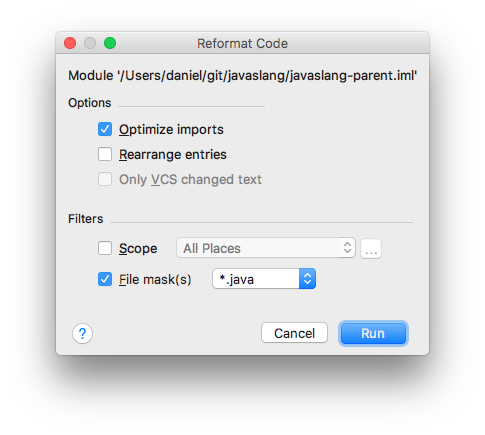 Reformat Code
Module '/Users/daniel/git/javaslang/javaslang-parent.iml'
Options
Optimize imports
Rearrange entries
Only VCS changed text
Filters
Scope All Places ...
File mask(s) *.java
? Cancel Run